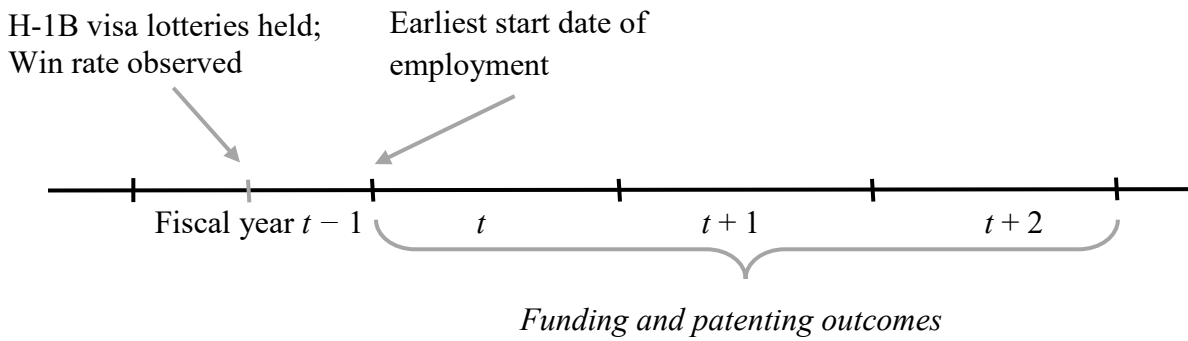 H-1B visa lotteries held;
Win rate observed
Earliest start date of
employment
Fiscal year t − 1
t
t + 1
t + 2
Funding and patenting outcomes